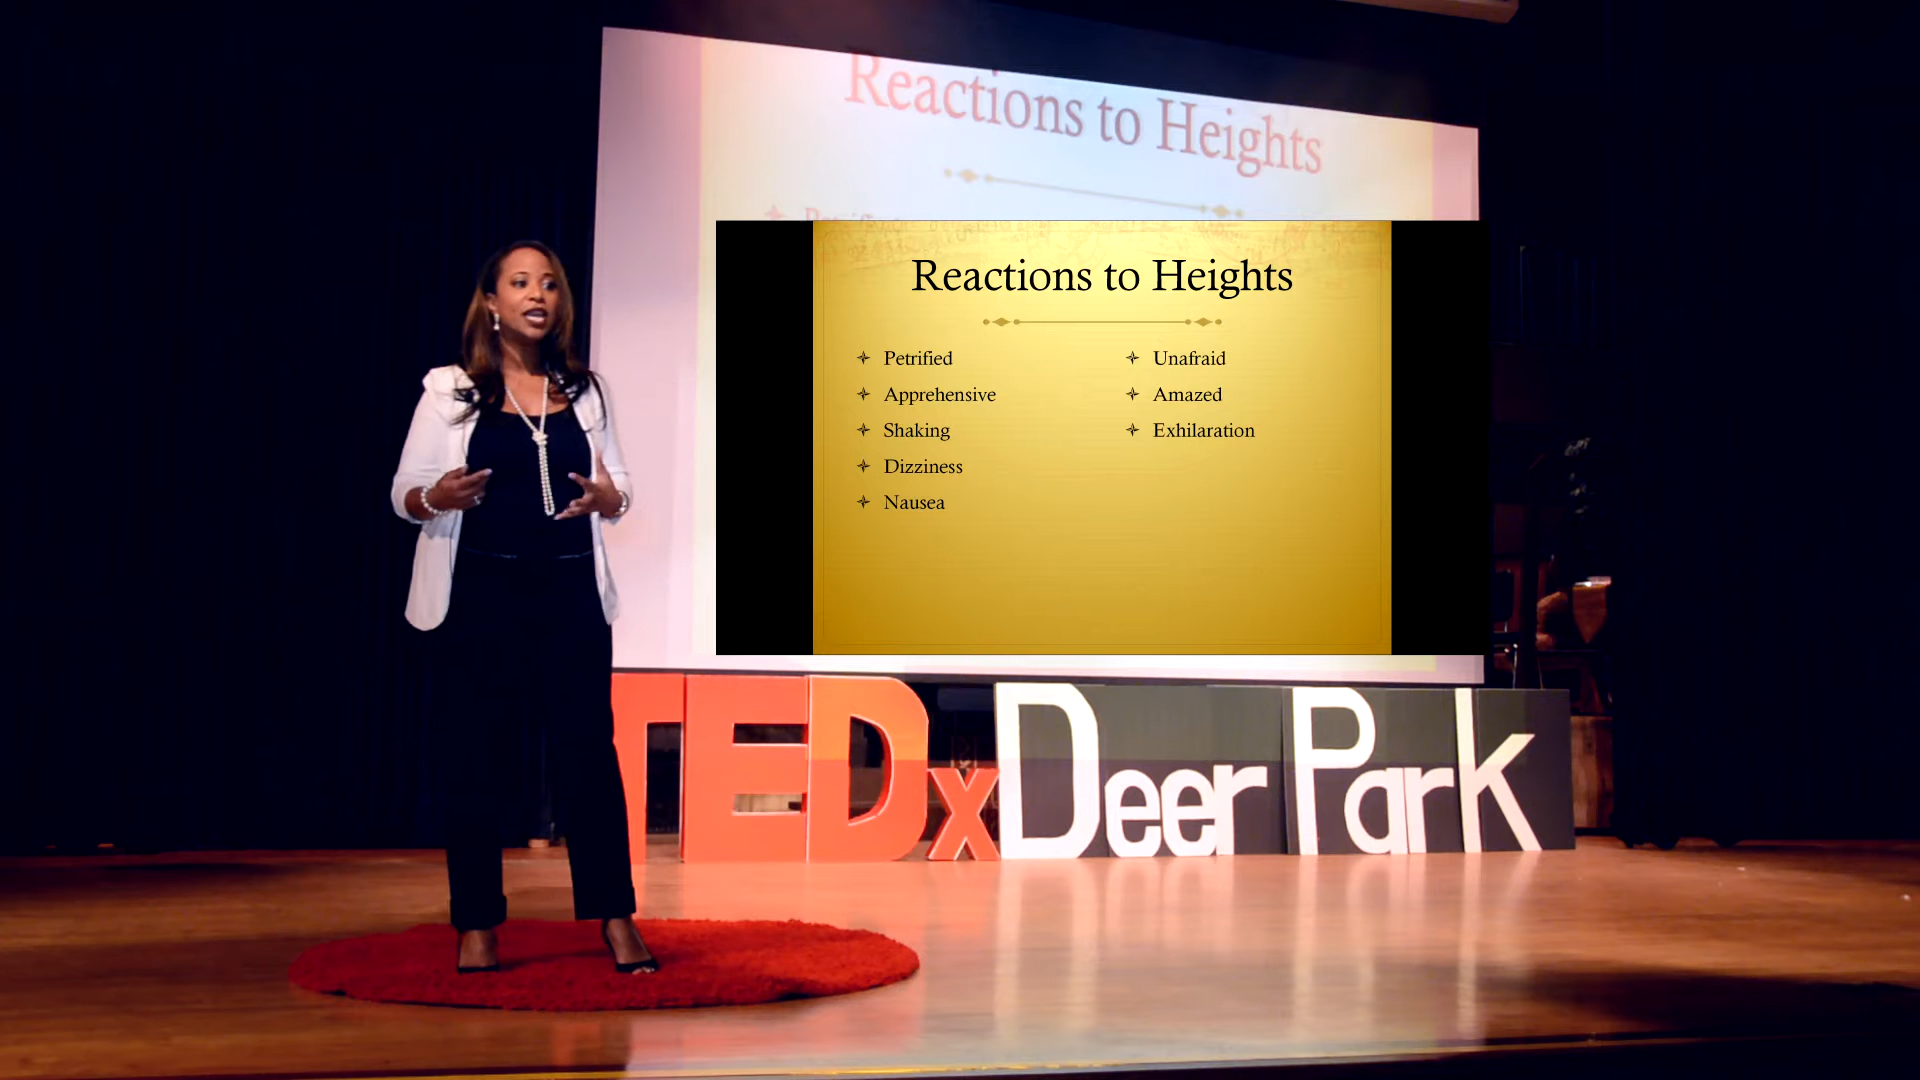 Reactions to Heights
Reactions to Heights
Petrified
Apprehensive
Shaking
Dizziness
Nausea
Unafraid
Amazed
Exhilaration
TEDxDeer Park